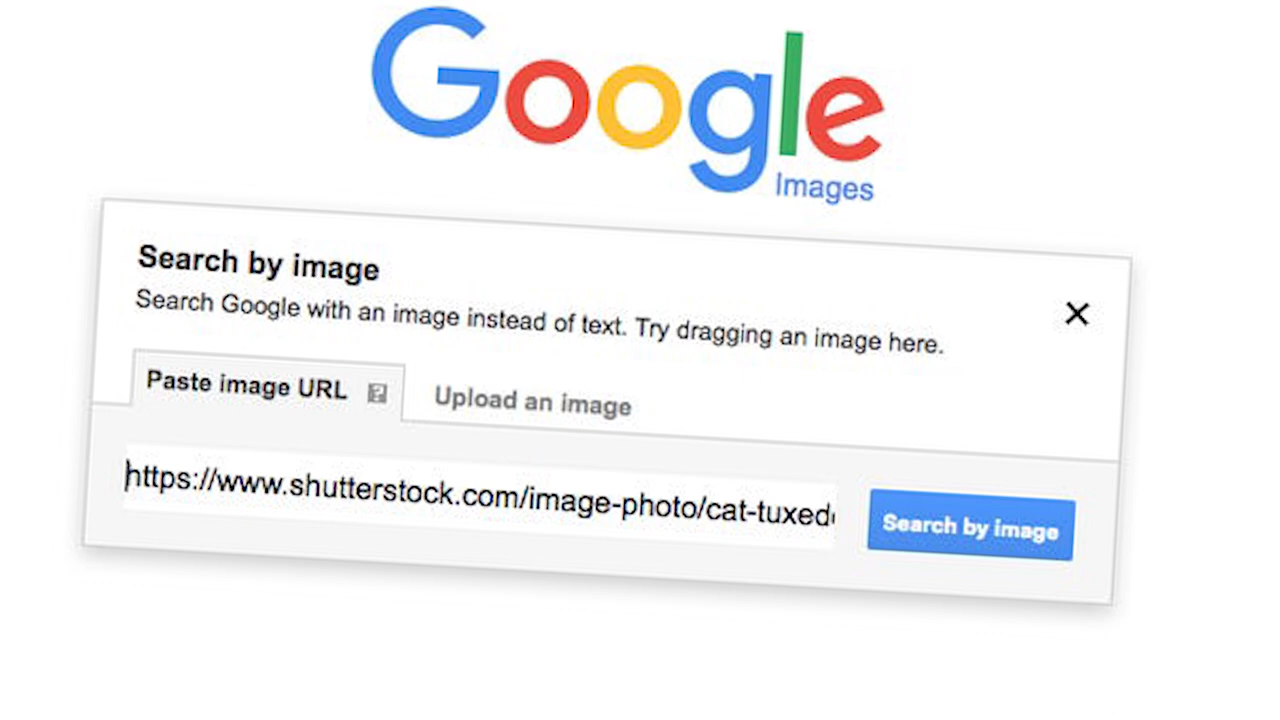 Google
Images
Search by image
Search Google with an image instead of text. Try dragging an image here.
Paste image URL
Upload an image
https://www.shutterstock.com/image-photo/cat-tuxed
Search by image